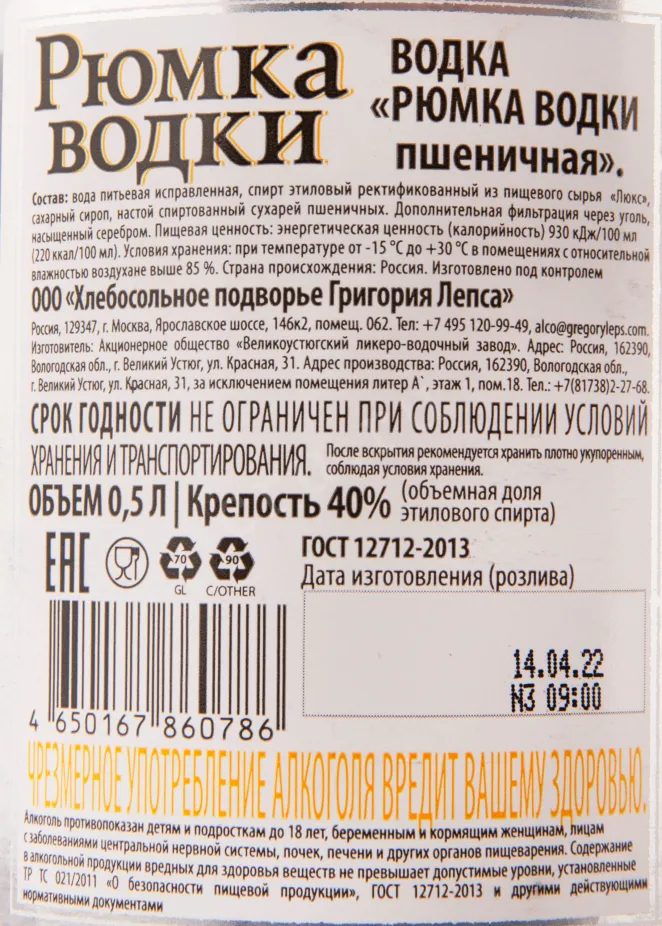 Рюмка
водки
ВОДКА
«РЮМКА ВОДКИ
пшеничная».
Состав: вода питьевая исправленная, спирт этиловый ректификованный из пищевого сырья «Люкс»,
сахарный сироп, настой спиртованный сухарей пшеничных. Дополнительная фильтрация через уголь,
насыщенный серебром. Пищевая ценность: энергетическая ценность (калорийность) 930 кДж/100 мл
(220 ккал/100 мл). Условия хранения: при температуре от -15 °С до +30 °С в помещениях с относительной
влажностью воздухане выше 85 %. Страна происхождения: Россия. Изготовлено под контролем
ООО «Хлебосольное подворье Григория Лепса»
Россия, 129347, г. Москва, Ярославское шоссе, 146к2, помещ. 062. Тел: +7 495 120-99-49, alco@gregoryleps.com.
Изготовитель: Акционерное общество «Великоустюгский ликеро-водочный завод». Адрес: Россия, 162390,
Вологодская обл., г. Великий Устюг, ул. Красная, 31. Адрес производства: Россия, 162390, Вологодская обл.,
г. Великий Устюг, ул. Красная, 31, за исключением помещения литер А`, этаж 1, пом.18. Тел.: +7(81738)2-27-68.
СРОК ГОДНОСТИ НЕ ОГРАНИЧЕН ПРИ СОБЛЮДЕНИИ УСЛОВИЙ
ХРАНЕНИЯ И ТРАНСПОРТИРОВАНИЯ. После вскрытия рекомендуется хранить плотно укупоренным,
соблюдая условия хранения.
ОБЪЕМ 0,5 Л | Крепость 40% (объемная доля
этилового спирта)
ЕАС
70
GL
90
C/OTHER
ГОСТ 12712-2013
Дата изготовления (розлива)
14.04.22
N3 09:00
4 650167 860786
ЧРЕЗМЕРНОЕ УПОТРЕБЛЕНИЕ АЛКОГОЛЯ ВРЕДИТ ВАШЕМУ ЗДОРОВЬЮ.
Алкоголь противопоказан детям и подросткам до 18 лет, беременным и кормящим женщинам, лицам
с заболеваниями центральной нервной системы, почек, печени и других органов пищеварения. Содержание
в алкогольной продукции вредных для здоровья веществ не превышает допустимые уровни, установленные
ТР ТС 021/2011 «О безопасности пищевой продукции», ГОСТ 12712-2013 и другими действующими
нормативными документами